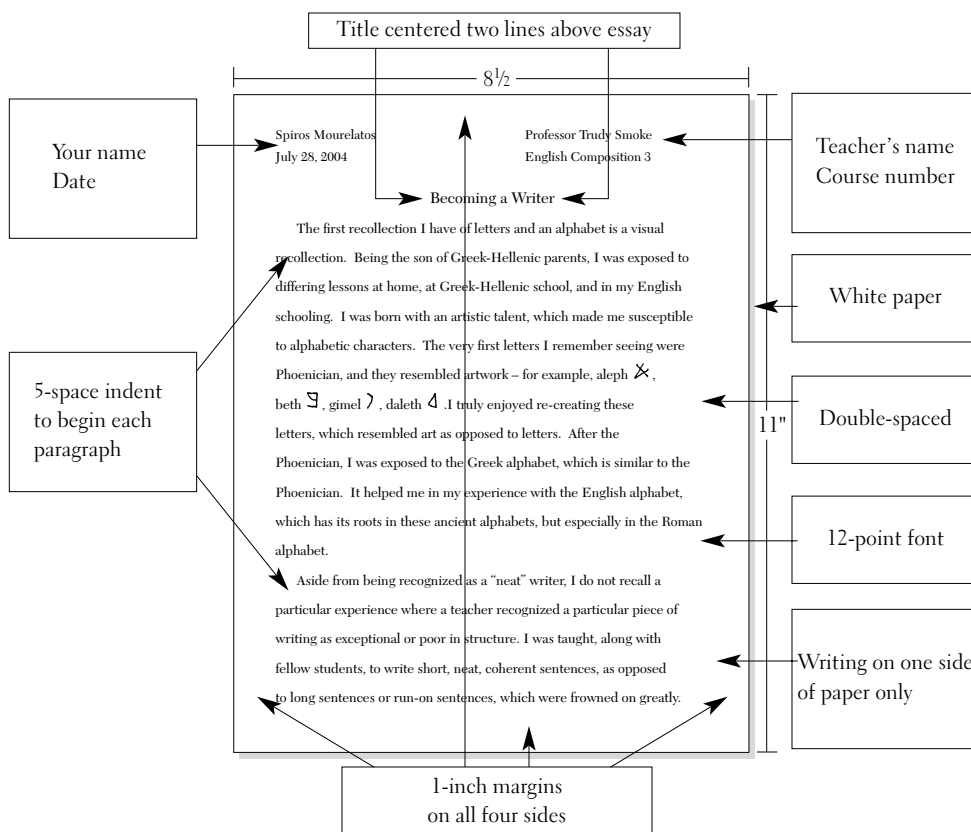 Title centered two lines above essay
8½
Your name
Date
Spiros Mourelatos
July 28, 2004
Professor Trudy Smoke
English Composition 3
Teacher’s name
Course number
Becoming a Writer
The first recollection I have of letters and an alphabet is a visual
recollection.  Being the son of Greek-Hellenic parents, I was exposed to
differing lessons at home, at Greek-Hellenic school, and in my English
schooling.  I was born with an artistic talent, which made me susceptible
to alphabetic characters.  The very first letters I remember seeing were
Phoenician, and they resembled artwork – for example, aleph 𐤀 ,
beth 𐤁 , gimel 𐤂 , daleth 𐤃 .I truly enjoyed re-creating these
letters, which resembled art as opposed to letters.  After the
Phoenician, I was exposed to the Greek alphabet, which is similar to the
Phoenician.  It helped me in my experience with the English alphabet,
which has its roots in these ancient alphabets, but especially in the Roman
alphabet.
Aside from being recognized as a “neat” writer, I do not recall a
particular experience where a teacher recognized a particular piece of
writing as exceptional or poor in structure. I was taught, along with
fellow students, to write short, neat, coherent sentences, as opposed
to long sentences or run-on sentences, which were frowned on greatly.
5-space indent
to begin each
paragraph
White paper
Double-spaced
11"
12-point font
Writing on one side
of paper only
1-inch margins
on all four sides